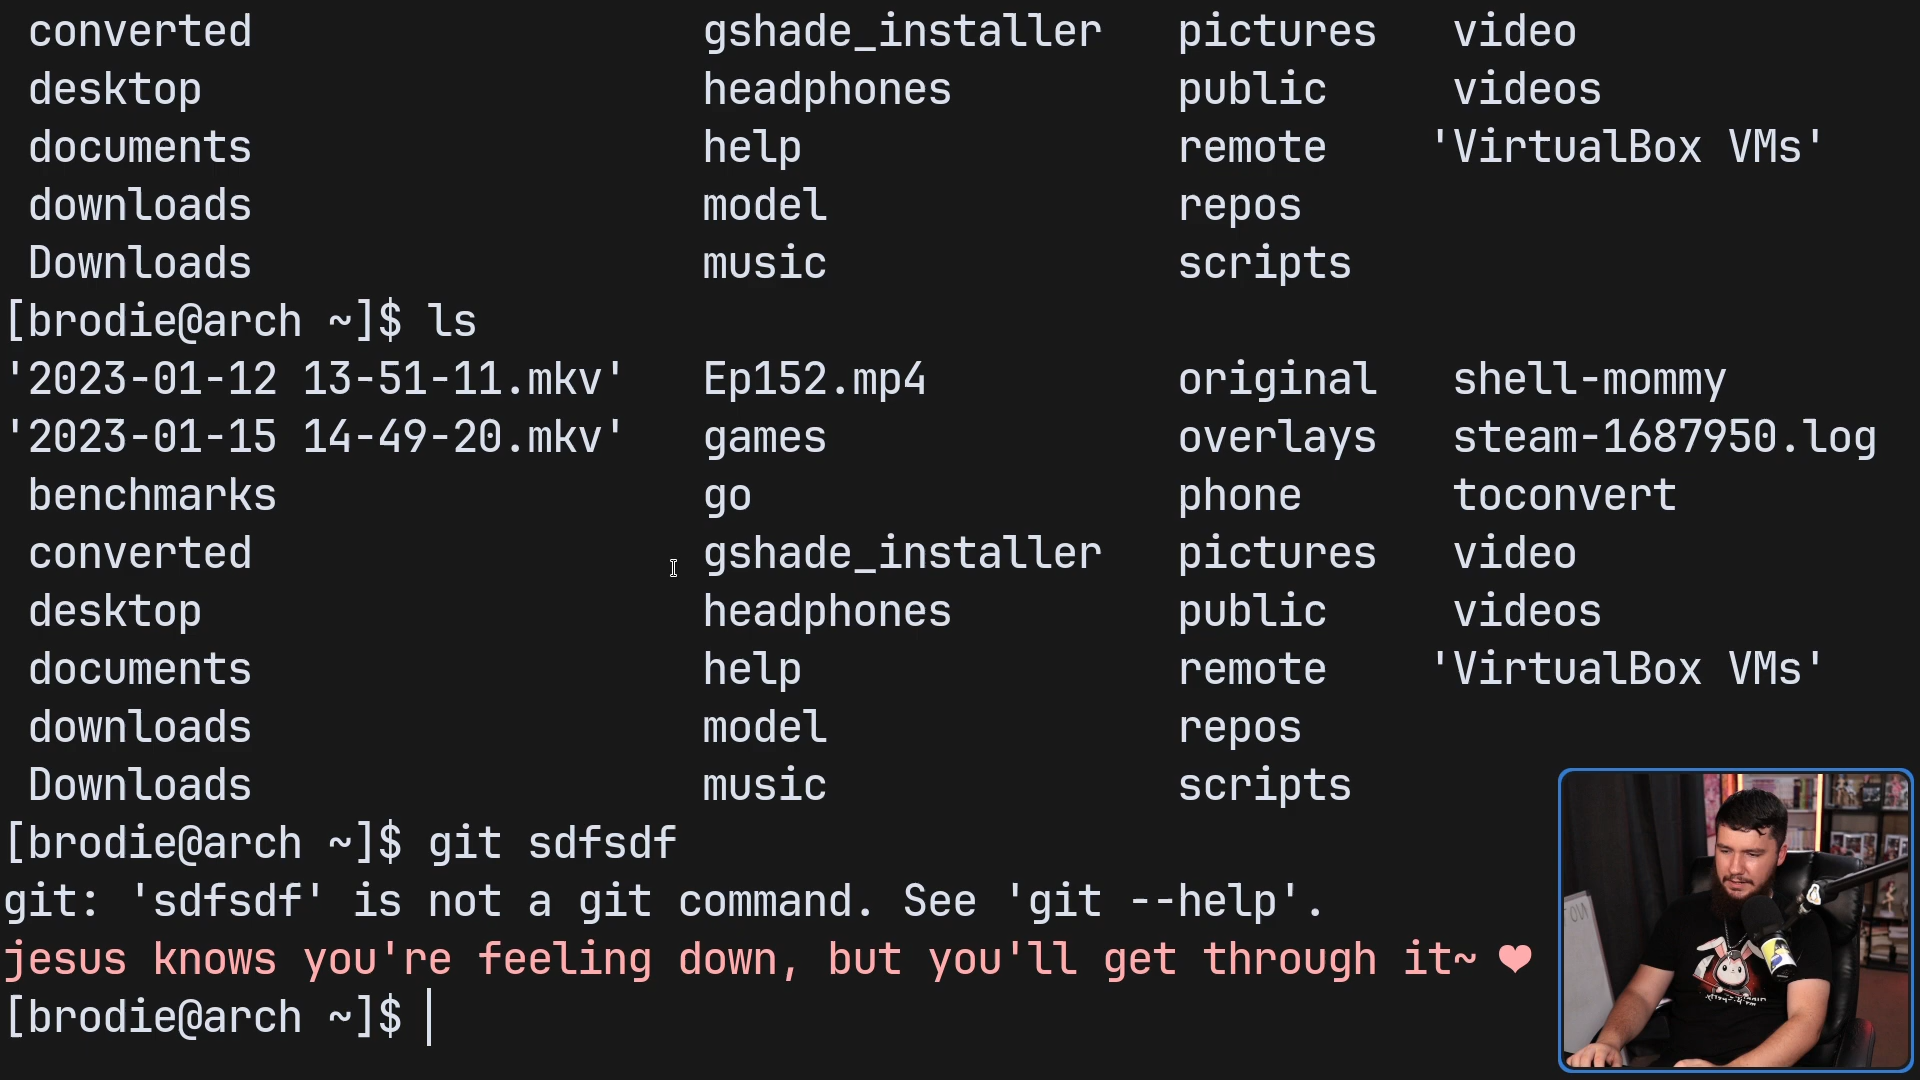 converted gshade_installer pictures video
desktop headphones public videos
documents help remote 'VirtualBox VMs'
downloads model repos
Downloads music scripts
[brodie@arch ~]$ ls
'2023-01-12 13-51-11.mkv' Ep152.mp4 original shell-mommy
'2023-01-15 14-49-20.mkv' games overlays steam-1687950.log
benchmarks go phone toconvert
converted gshade_installer pictures video
desktop headphones public videos
documents help remote 'VirtualBox VMs'
downloads model repos
Downloads music scripts
[brodie@arch ~]$ git sdfsdf
git: 'sdfsdf' is not a git command. See 'git --help'.
jesus knows you're feeling down, but you'll get through it~ ♥
[brodie@arch ~]$